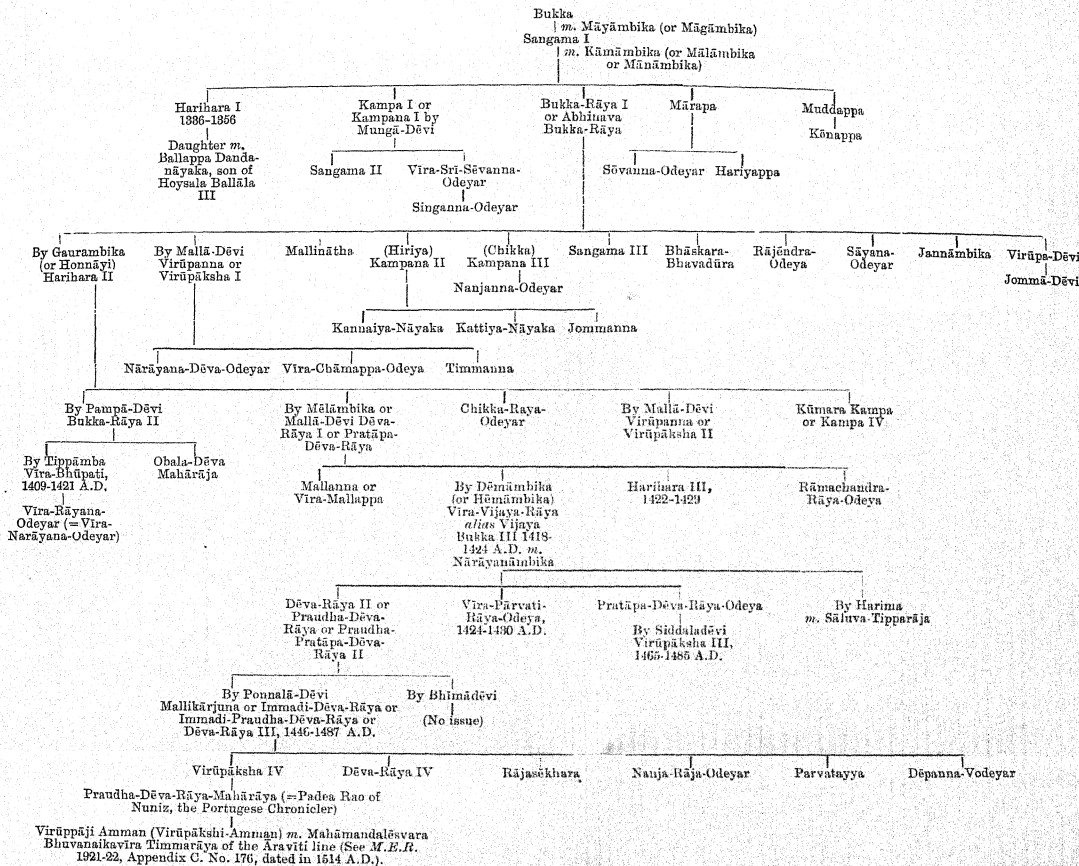 Bukka
m. Māyāmbika (or Māgāmbika)
Sangama I
m. Kāmāmbika (or Mālāmbika
or Mānāmbika)
Harihara I
1336-1356
Daughter m.
Ballappa Danda-
nāyaka, son of
Hoysala Ballāla
III
Kampa I or
Kampana I by
Mungā-Dēvi
Bukka-Rāya I
or Abhinava
Bukka-Rāya
Mārapa
Muddappa
Kōnappa
Sangama II
Vīra-Srī-Sēvanna-
Odeyar
Singanna-Odeyar
Sōvanna-Odeyar
Hariyappa
By Gaurambika
(or Honnāyi)
Harihara II
By Mallā-Dēvi
Virūpanna or
Virūpāksha I
Mallinātha
(Hiriya)
Kampana II
(Chikka)
Kampana III
Nanjanna-Odeyar
Sangama III
Bhāskara-
Bhavadūra
Rājēndra-
Odeya
Sāyana-
Odeyar
Jannāmbika
Virūpa-Dēvi
Jommā-Dēvi
Kannaiya-Nāyaka
Kattiya-Nāyaka
Jommanna
Nārāyana-Dēva-Odeyar
Vīra-Chāmappa-Odeya
Timmanna
By Pampā-Dēvi
Bukka-Rāya II
By Mēlāmbika or
Mallā-Dēvi Dēva-
Rāya I or Pratāpa-
Dēva-Rāya
Chikka-Raya-
Odeyar
By Mallā-Dēvi
Virūpanna or
Virūpāksha II
Kūmara Kampa
or Kampa IV
By Tippāmba
Vīra-Bhūpati,
1409-1421 A.D.
Vīra-Rāyana-
Odeyar (=Vīra-
Narāyana-Odeyar)
Obala-Dēva
Mahārāja
Mallanna or
Vīra-Mallappa
By Dēmāmbika
(or Hēmāmbika)
Vīra-Vijaya-Rāya
alias Vijaya
Bukka III 1418-
1424 A.D. m.
Nārāyanāmbika
Harihara III,
1422-1429
Rāmachandra-
Rāya-Odeya
Dēva-Rāya II or
Praudha-Dēva-
Rāya or Praudha-
Pratāpa-Dēva-
Rāya II
Vīra-Pārvati-
Rāya-Odeya,
1424-1430 A.D.
Pratāpa-Dēva-Rāya-Odeya
By Siddaladēvi
Virūpāksha III,
1465-1485 A.D.
By Harima
m. Sāluva-Tipparāja
By Ponnalā-Dēvi
Mallikārjuna or Immadi-Dēva-Rāya or
Immadi-Praudha-Dēva-Rāya or
Dēva-Rāya III, 1446-1487 A.D.
By Bhīmādēvi
(No issue)
Virūpāksha IV
Dēva-Rāya IV
Rājasēkhara
Nanja-Rāja-Odeyar
Parvatayya
Dēpanna-Vodeyar
Praudha-Dēva-Rāya-Mahārāya (=Padea Rao of
Nuniz, the Portugese Chronicler)
Virūppāji Amman (Virūpākshi-Amman) m. Mahāmandalēsvara
Bhuvanaikavīra Timmarāya of the Āravīti line (See M.E.R.
1921-22, Appendix C. No. 176, dated in 1514 A.D.).